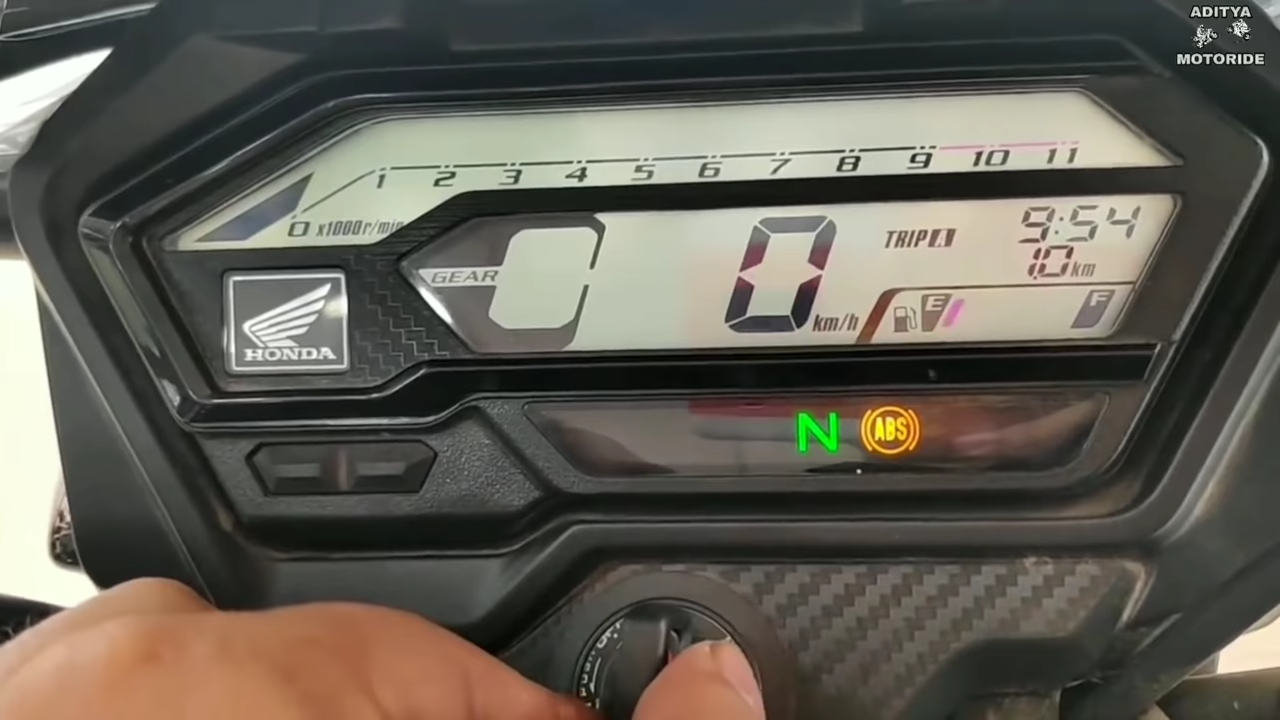 ADITYA
MOTORIDE
1 2 3 4 5 6 7 8 9 10 11
0 x1000r/min
GEAR
0
km/h
TRIP A
9:54
1.0 km
E
F
HONDA
N
ABS